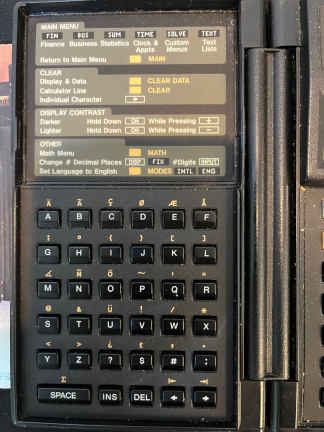 MAIN MENU
FIN BUS SUM TIME SOLVE TEXT
Finance Business Statistics Clock & Appts Custom Menus Text Lists
Return to Main Menu MAIN
CLEAR
Display & Data CLEAR DATA
Calculator Line CLEAR
Individual Character ←
DISPLAY CONTRAST
Darker Hold Down ON While Pressing +
Lighter Hold Down ON While Pressing −
OTHER
Math Menu MATH
Change # Decimal Places DISP FIX #Digits INPUT
Set Language to English MODES INTL ENG
Ä Å Ç Ø Æ
A B C D E F
: ° ( ) [ ]
G H I J K L
Ñ Ö ~
M N O P Q R
@ & Ü ! / *
S T U V W X
< > ¿
Y Z ? $ # ;
Σ
SPACE INS DEL ← →